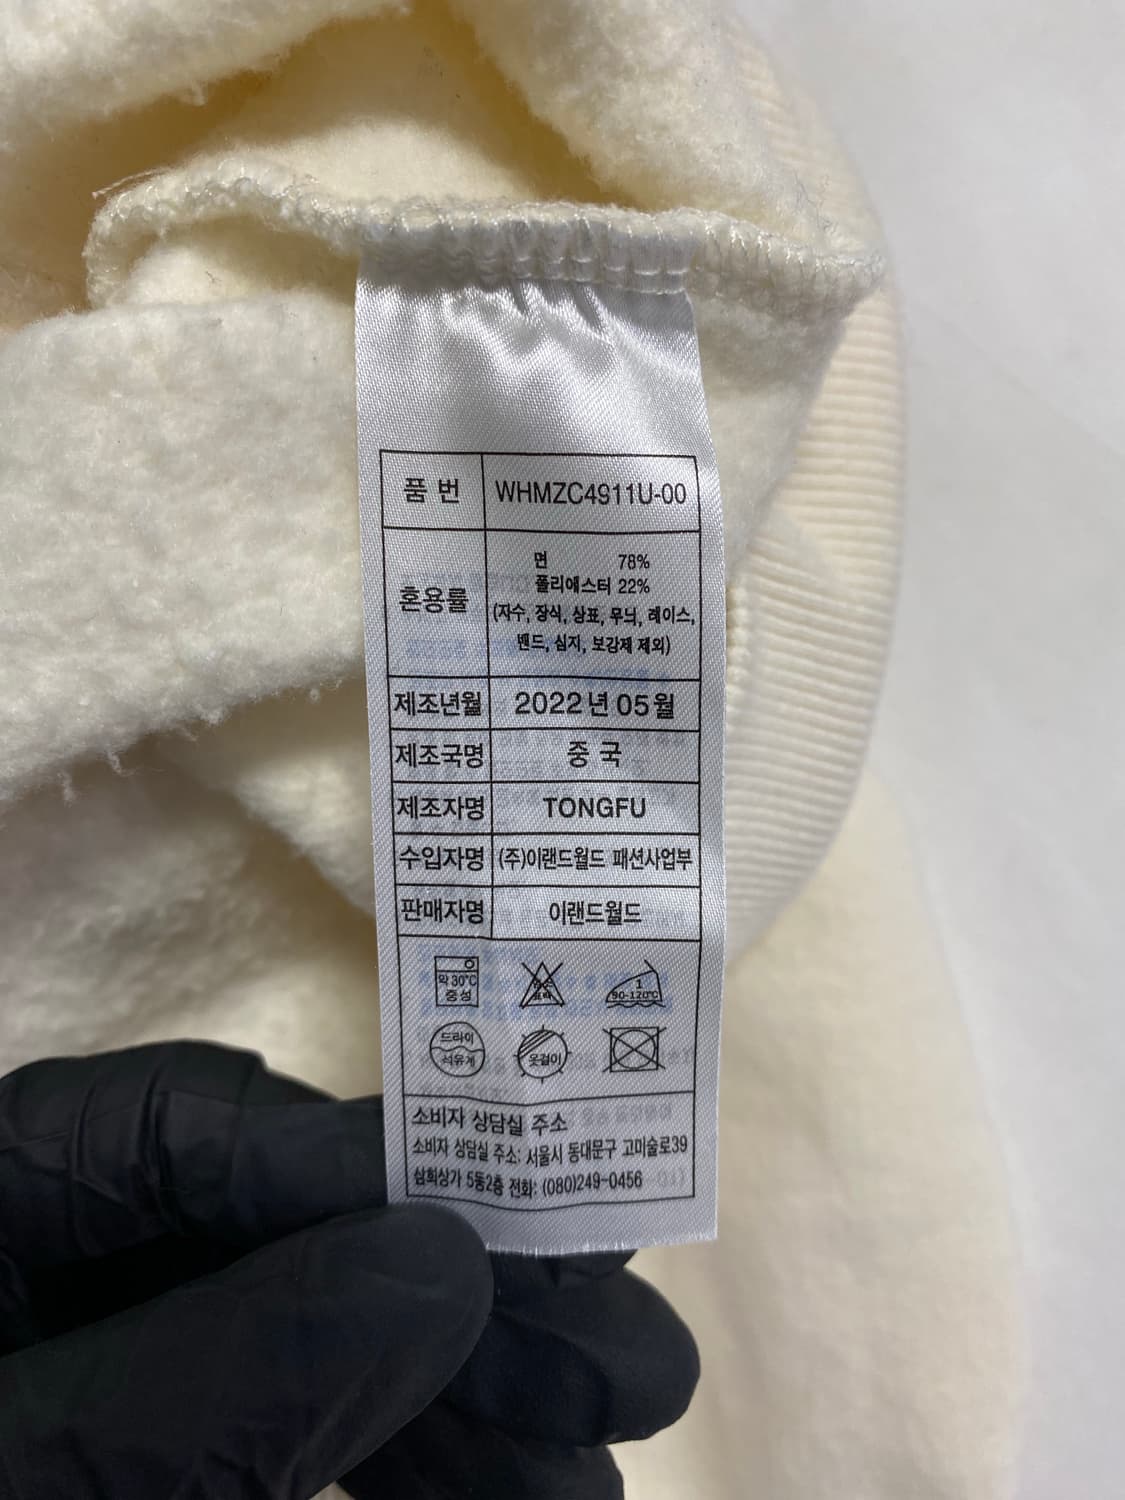 품 번 WHMZC4911U-00
혼용률
면 78%
폴리에스터 22%
(자수, 장식, 상표, 무늬, 레이스,
밴드, 심지, 보강제 제외)
제조년월 2022년 05월
제조국명 중 국
제조자명 TONGFU
수입자명 (주)이랜드월드 패션사업부
판매자명 이랜드월드
약 30℃
중성
1
90-120℃
드라이
석유계
옷걸이
소비자 상담실 주소
소비자 상담실 주소: 서울시 동대문구 고미술로39
삼희상가 5동2층 전화: (080)249-0456